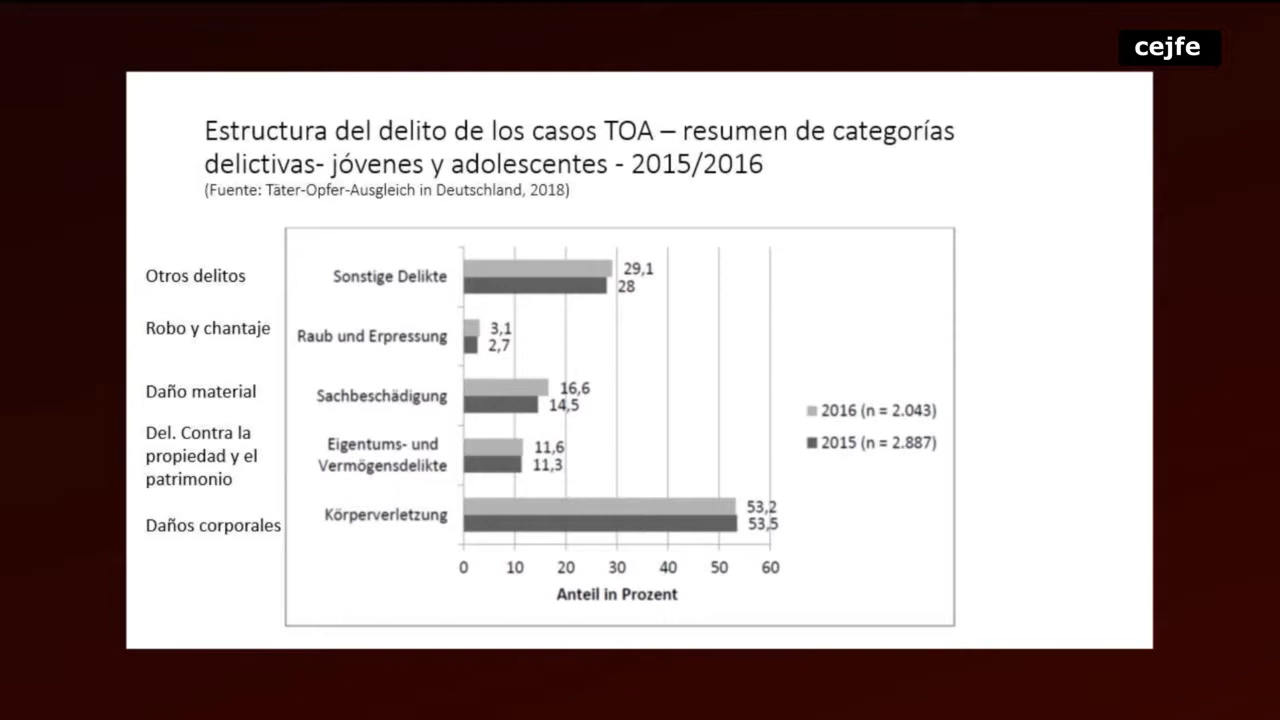 cejfe
Estructura del delito de los casos TOA – resumen de categorías
delictivas- jóvenes y adolescentes - 2015/2016
(Fuente: Täter-Opfer-Ausgleich in Deutschland, 2018)
Otros delitos
Sonstige Delikte
29,1
28
Robo y chantaje
Raub und Erpressung
3,1
2,7
Daño material
Sachbeschädigung
16,6
14,5
Del. Contra la
propiedad y el
patrimonio
Eigentums- und
Vermögensdelikte
11,6
11,3
Daños corporales
Körperverletzung
53,2
53,5
2016 (n = 2.043)
2015 (n = 2.887)
0 10 20 30 40 50 60
Anteil in Prozent